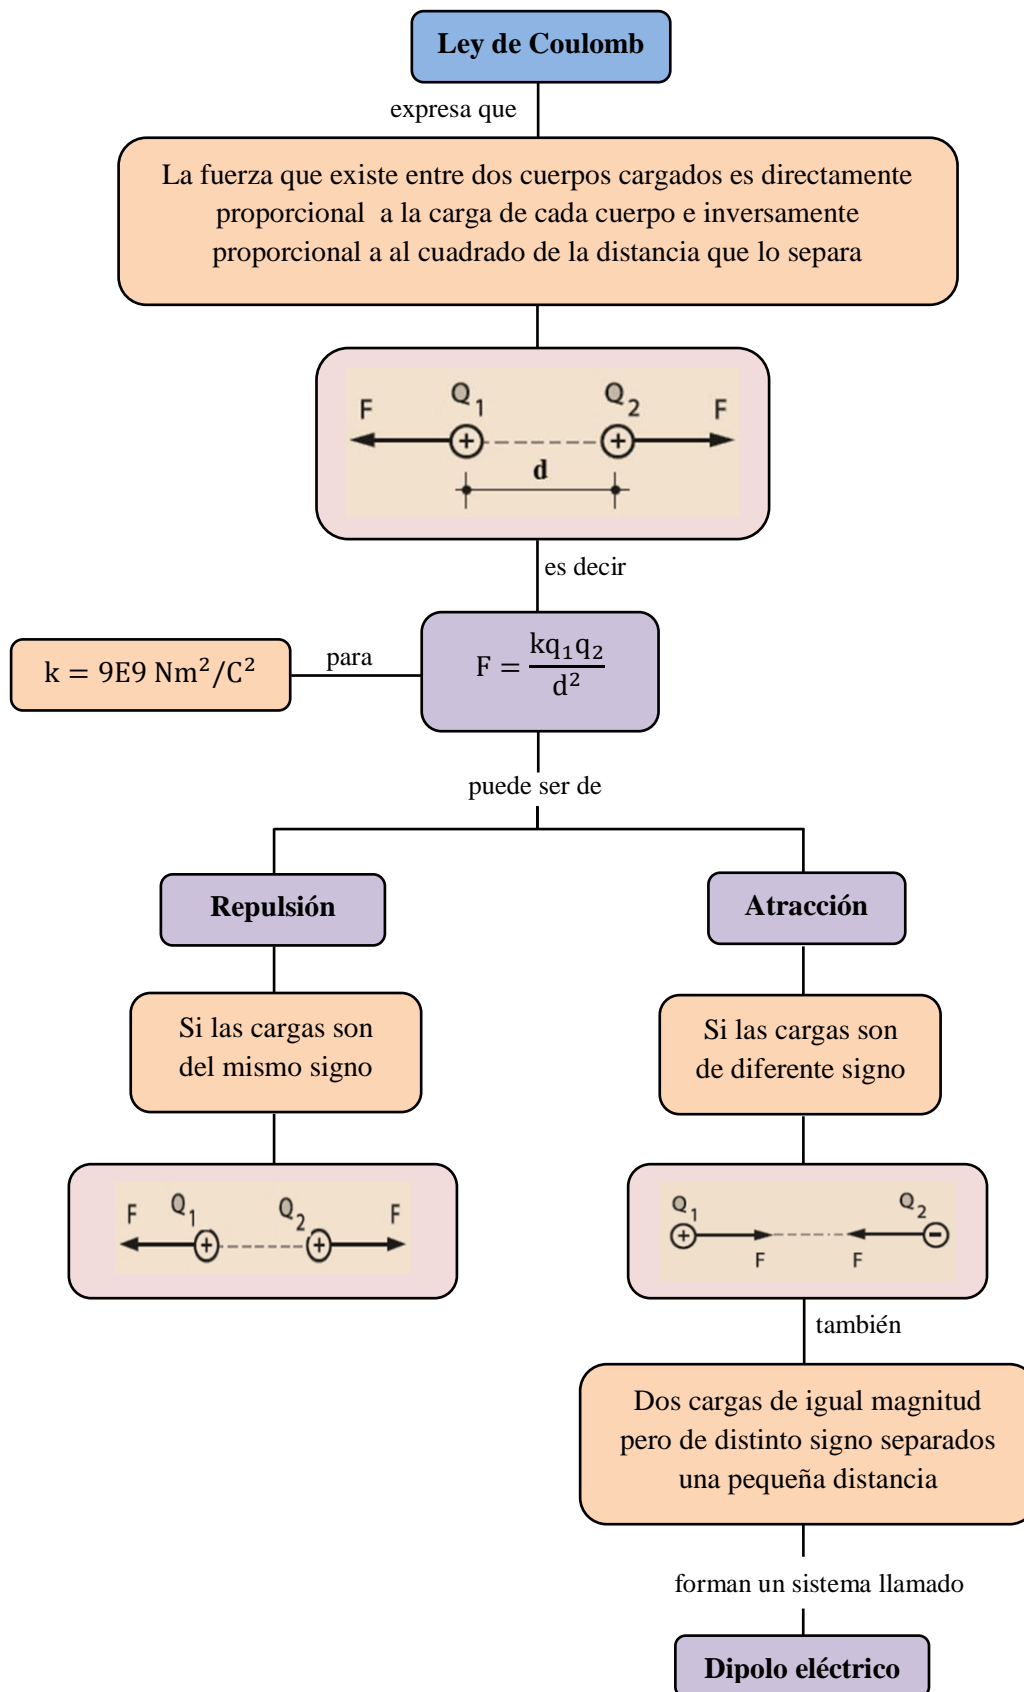 Ley de Coulomb
expresa que
La fuerza que existe entre dos cuerpos cargados es directamente
proporcional a la carga de cada cuerpo e inversamente
proporcional a al cuadrado de la distancia que lo separa
F Q₁ Q₂ F
+ +
d
es decir
k = 9E9 Nm²/C²
para
F = kq₁q₂/d²
puede ser de
Repulsión
Atracción
Si las cargas son
del mismo signo
Si las cargas son
de diferente signo
F Q₁ Q₂ F
+ +
Q₁ Q₂
+ −
F F
también
Dos cargas de igual magnitud
pero de distinto signo separados
una pequeña distancia
forman un sistema llamado
Dipolo eléctrico